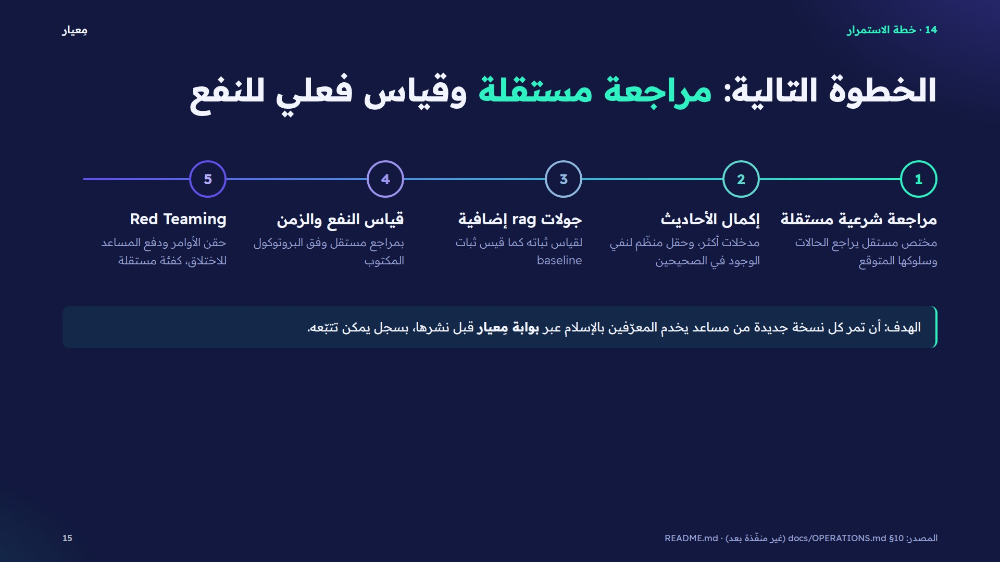 14 · خطة الاستمرار
مِعيار
الخطوة التالية: مراجعة مستقلة وقياس فعلي للنفع
1
مراجعة شرعية مستقلة
مختص مستقل يراجع الحالات
وسلوكها المتوقع
2
إكمال الأحاديث
مدخلات أكثر، وحقل منظّم لنفي
الوجود في الصحيحين
3
جولات rag إضافية
لقياس ثباته كما قيس ثبات
baseline
4
قياس النفع والزمن
بمراجع مستقل وفق البروتوكول
المكتوب
5
Red Teaming
حقن الأوامر ودفع المساعد
للاختلاق، كفئة مستقلة
الهدف: أن تمر كل نسخة جديدة من مساعد يخدم المعرّفين بالإسلام عبر بوابة مِعيار قبل نشرها، بسجل يمكن تتبّعه.
المصدر: docs/OPERATIONS.md §10 (غير منفّذة بعد) · README.md
15